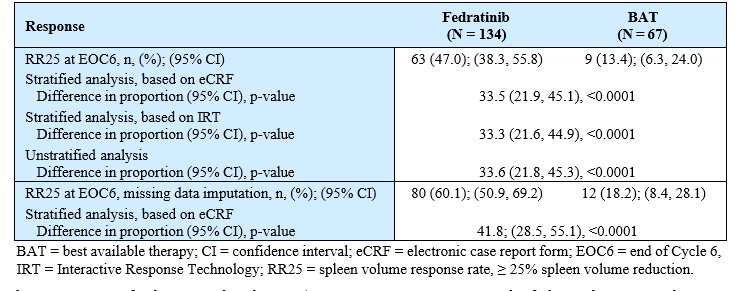 Response
Fedratinib
(N = 134)
BAT
(N = 67)
RR25 at EOC6, n, (%); (95% CI) 63 (47.0); (38.3, 55.8) 9 (13.4); (6.3, 24.0)
Stratified analysis, based on eCRF
Difference in proportion (95% CI), p-value 33.5 (21.9, 45.1), <0.0001
Stratified analysis, based on IRT
Difference in proportion (95% CI), p-value 33.3 (21.6, 44.9), <0.0001
Unstratified analysis
Difference in proportion (95% CI), p-value 33.6 (21.8, 45.3), <0.0001
RR25 at EOC6, missing data imputation, n, (%); (95% CI) 80 (60.1); (50.9, 69.2) 12 (18.2); (8.4, 28.1)
Stratified analysis, based on eCRF
Difference in proportion (95% CI), p-value 41.8; (28.5, 55.1), <0.0001
BAT = best available therapy; CI = confidence interval; eCRF = electronic case report form; EOC6 = end of Cycle 6,
IRT = Interactive Response Technology; RR25 = spleen volume response rate, ≥ 25% spleen volume reduction.